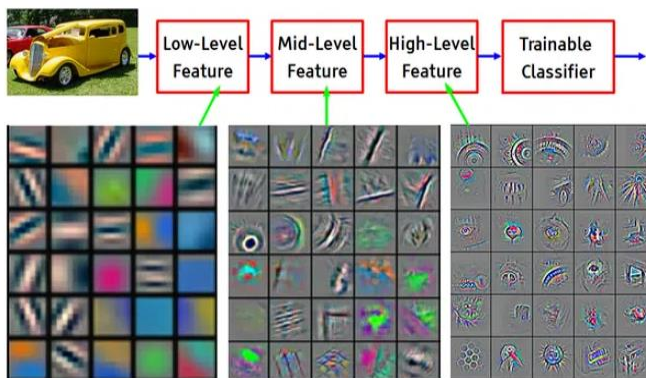 Low-Level
Feature
Mid-Level
Feature
High-Level
Feature
Trainable
Classifier